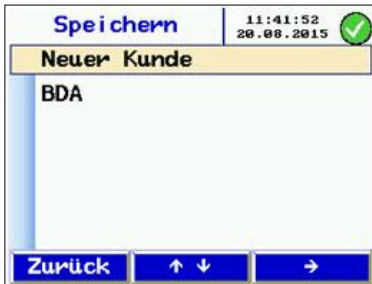 Speichern
11:41:52
20.08.2015
Neuer Kunde
BDA
Zurück ↑ ↓ →